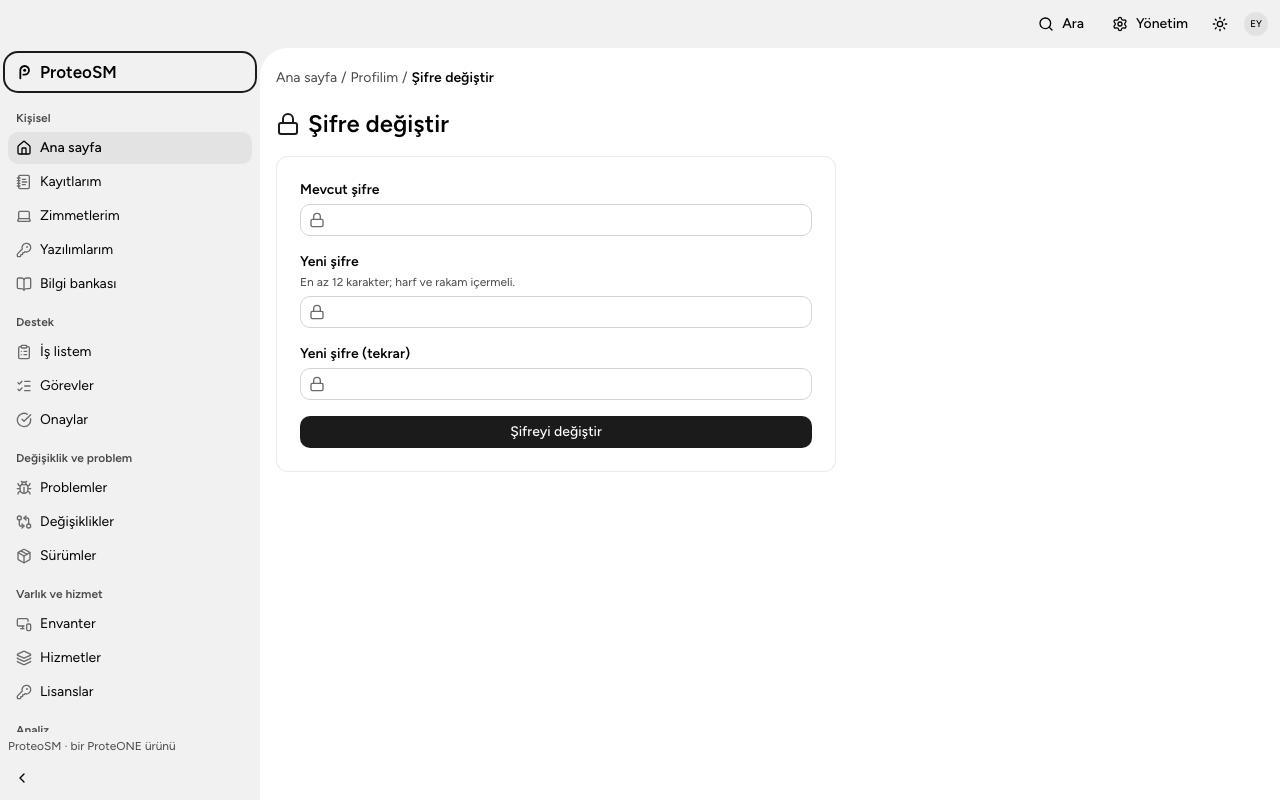 Ara
Yönetim
EY
ProteoSM
Kişisel
Ana sayfa
Kayıtlarım
Zimmetlerim
Yazılımlarım
Bilgi bankası
Destek
İş listem
Görevler
Onaylar
Değişiklik ve problem
Problemler
Değişiklikler
Sürümler
Varlık ve hizmet
Envanter
Hizmetler
Lisanslar
Analiz
ProteoSM · bir ProteONE ürünü
Ana sayfa / Profilim / Şifre değiştir
Şifre değiştir
Mevcut şifre
Yeni şifre
En az 12 karakter; harf ve rakam içermeli.
Yeni şifre (tekrar)
Şifreyi değiştir